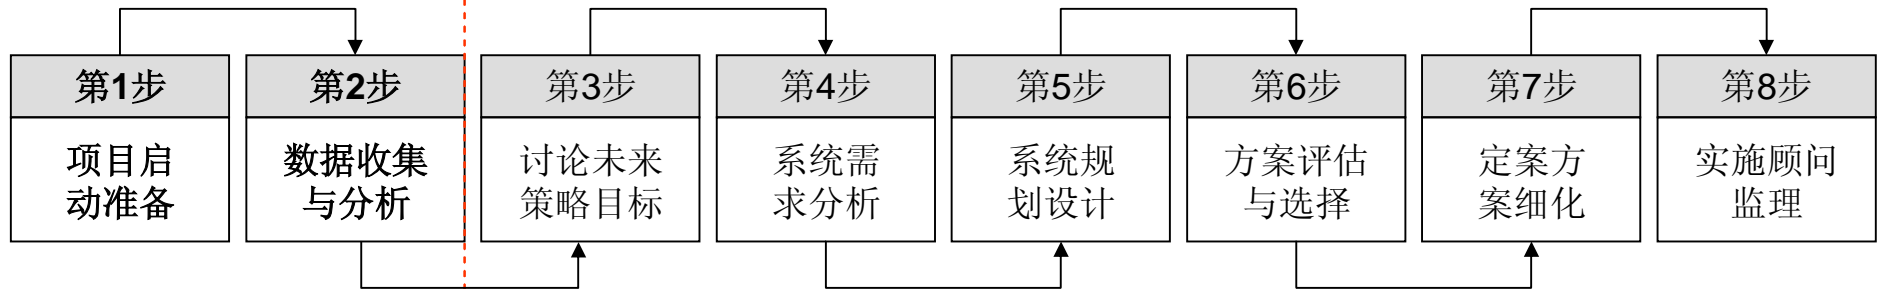 第1步
项目启
动准备
第2步
数据收集
与分析
第3步
讨论未来
策略目标
第4步
系统需
求分析
第5步
系统规
划设计
第6步
方案评估
与选择
第7步
定案方
案细化
第8步
实施顾问
监理